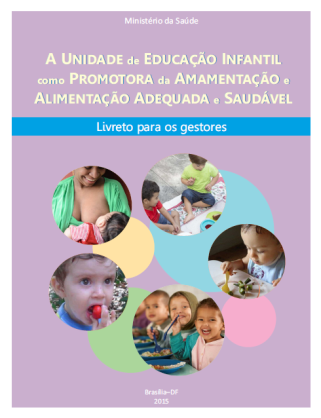 Ministério da Saúde
A UNIDADE de EDUCAÇÃO INFANTIL
como PROMOTORA da AMAMENTAÇÃO e
ALIMENTAÇÃO ADEQUADA e SAUDÁVEL
Livreto para os gestores
Brasília-DF
2015